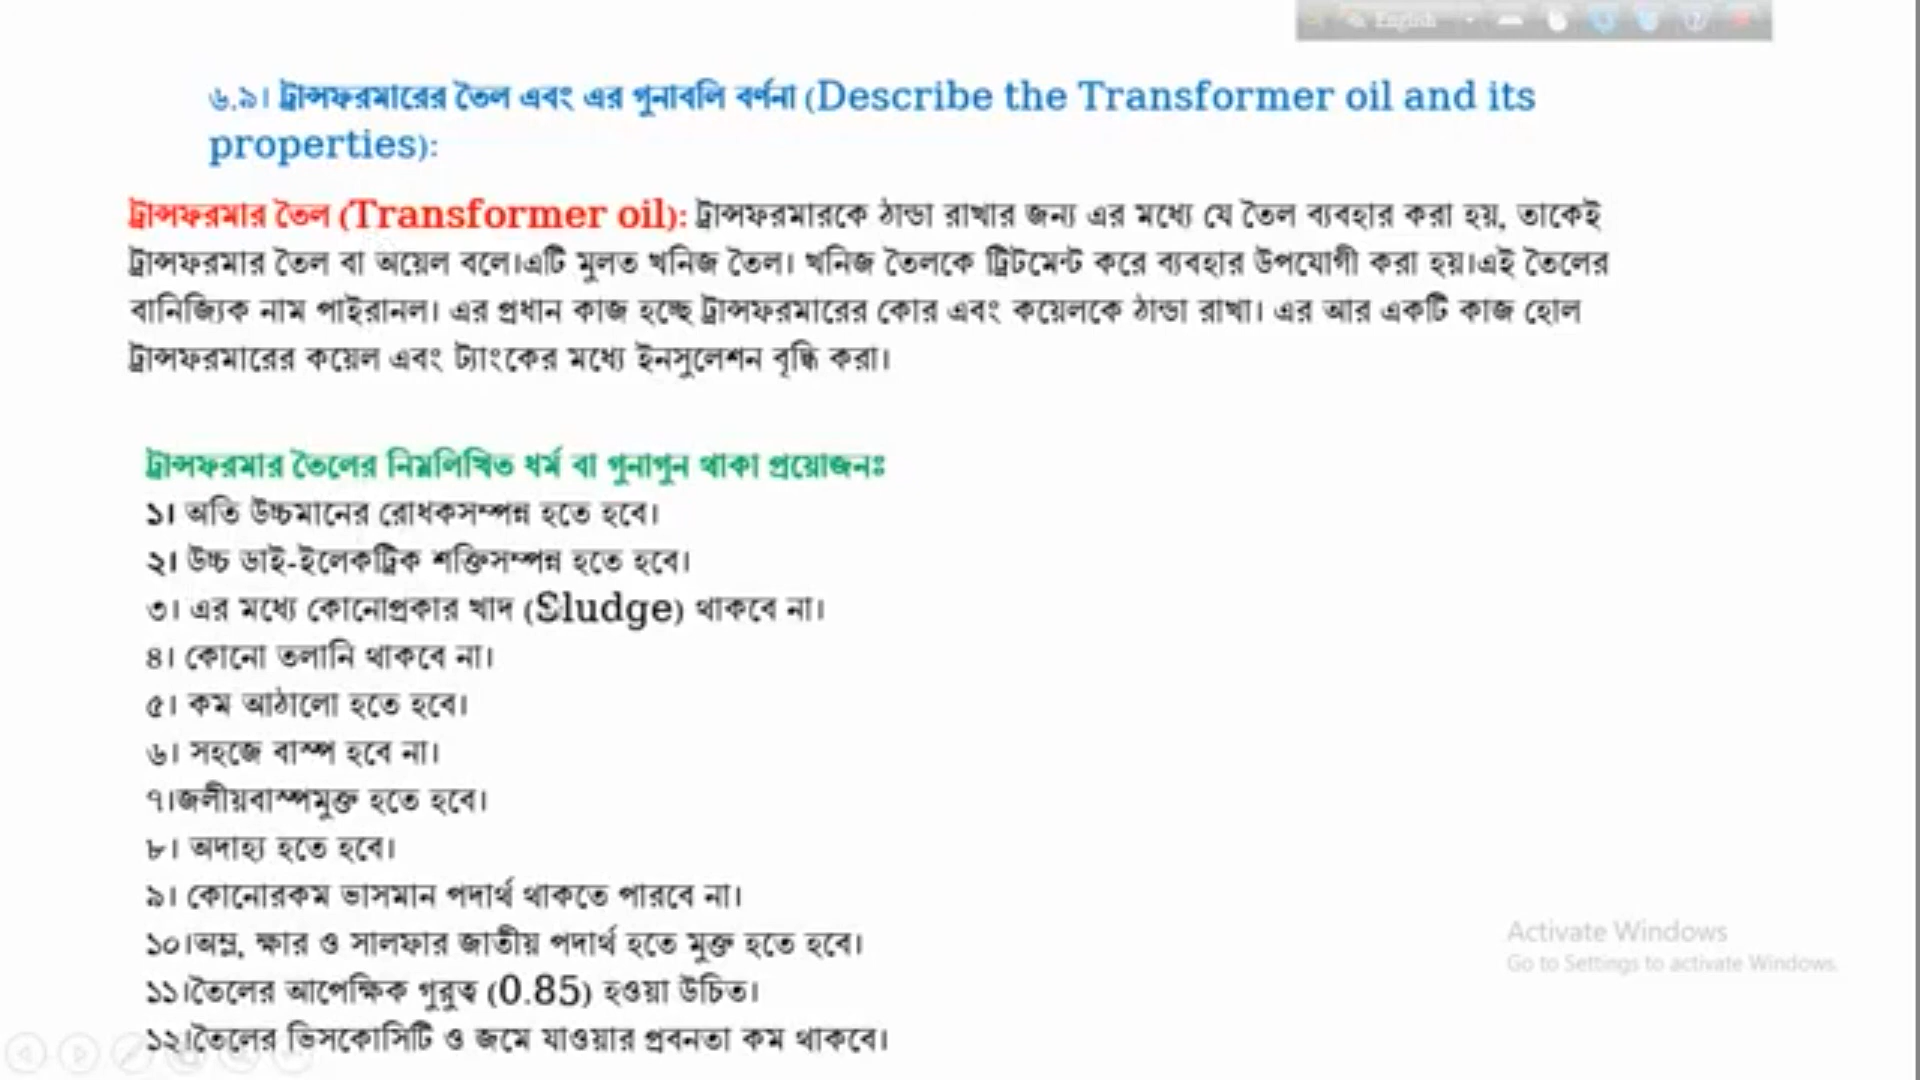 English
৬.৯। ট্রান্সফরমারের তৈল এবং এর গুনাবলি বর্ণনা (Describe the Transformer oil and its
properties):
ট্রান্সফরমার তৈল (Transformer oil): ট্রান্সফরমারকে ঠান্ডা রাখার জন্য এর মধ্যে যে তৈল ব্যবহার করা হয়, তাকেই
ট্রান্সফরমার তৈল বা অয়েল বলে।এটি মুলত খনিজ তৈল। খনিজ তৈলকে ট্রিটমেন্ট করে ব্যবহার উপযোগী করা হয়।এই তৈলের
বানিজ্যিক নাম পাইরানল। এর প্রধান কাজ হচ্ছে ট্রান্সফরমারের কোর এবং কয়েলকে ঠান্ডা রাখা। এর আর একটি কাজ হোল
ট্রান্সফরমারের কয়েল এবং ট্যাংকের মধ্যে ইনসুলেশন বৃদ্ধি করা।
ট্রান্সফরমার তৈলের নিম্নলিখিত ধর্ম বা গুনাগুন থাকা প্রয়োজনঃ
১। অতি উচ্চমানের রোধকসম্পন্ন হতে হবে।
২। উচ্চ ডাই-ইলেকট্রিক শক্তিসম্পন্ন হতে হবে।
৩। এর মধ্যে কোনোপ্রকার খাদ (Sludge) থাকবে না।
৪। কোনো তলানি থাকবে না।
৫। কম আঠালো হতে হবে।
৬। সহজে বাস্প হবে না।
৭।জলীয়বাস্পমুক্ত হতে হবে।
৮। অদাহ্য হতে হবে।
৯। কোনোরকম ভাসমান পদার্থ থাকতে পারবে না।
১০।অম্ল, ক্ষার ও সালফার জাতীয় পদার্থ হতে মুক্ত হতে হবে।
১১।তৈলের আপেক্ষিক গুরুত্ব (0.85) হওয়া উচিত।
১২।তৈলের ভিসকোসিটি ও জমে যাওয়ার প্রবনতা কম থাকবে।
Activate Windows
Go to Settings to activate Windows.